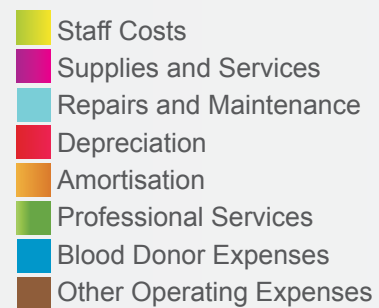 Staff Costs
Supplies and Services
Repairs and Maintenance
Depreciation
Amortisation
Professional Services
Blood Donor Expenses
Other Operating Expenses